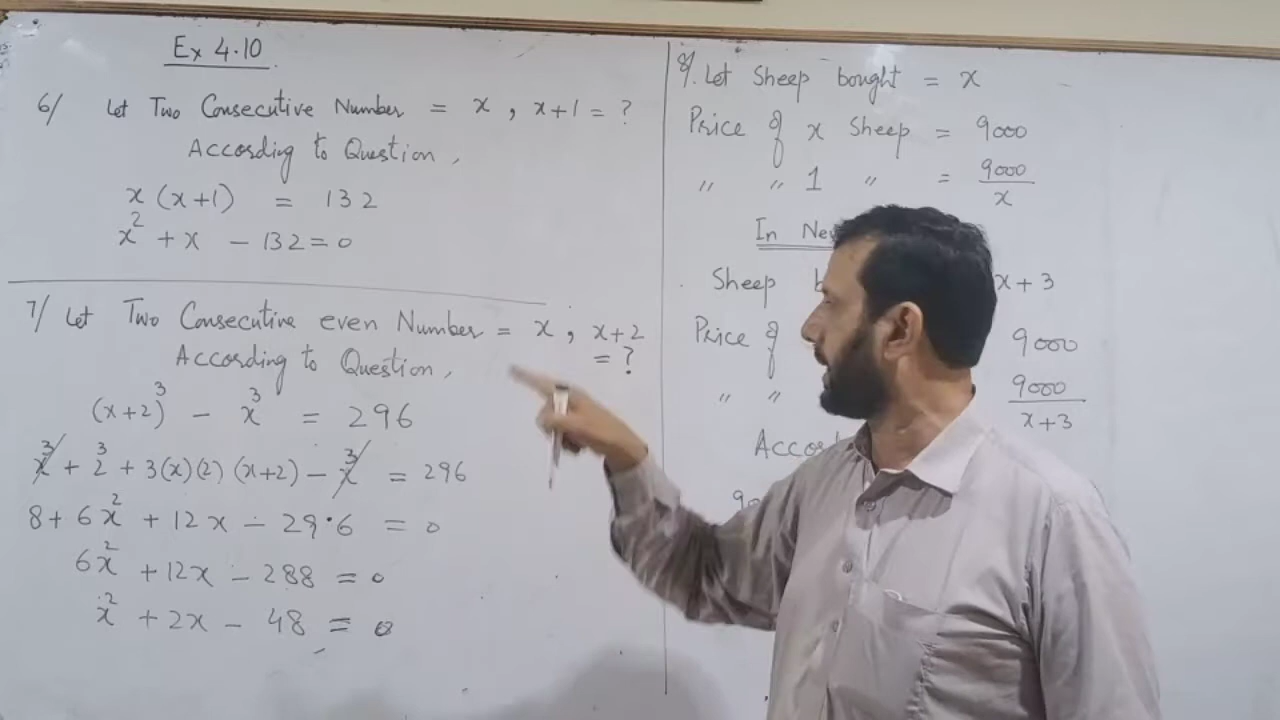 Ex 4.10
6/ Let Two Consecutive Number = x , x+1 = ?
According to Question,
x (x+1) = 132
x² + x - 132 = 0
7/ Let Two Consecutive even Number = x , x+2
= ?
According to Question,
(x+2)³ - x³ = 296
x³ + 2³ + 3(x)(2)(x+2) - x³ = 296
8 + 6x² + 12x - 296 = 0
6x² + 12x - 288 = 0
x² + 2x - 48 = 0
8/. Let Sheep bought = x
Price of x Sheep = 9000
" " 1 " = 9000/x
In
Sheep x + 3
Price of 9000
" " 9000/x+3